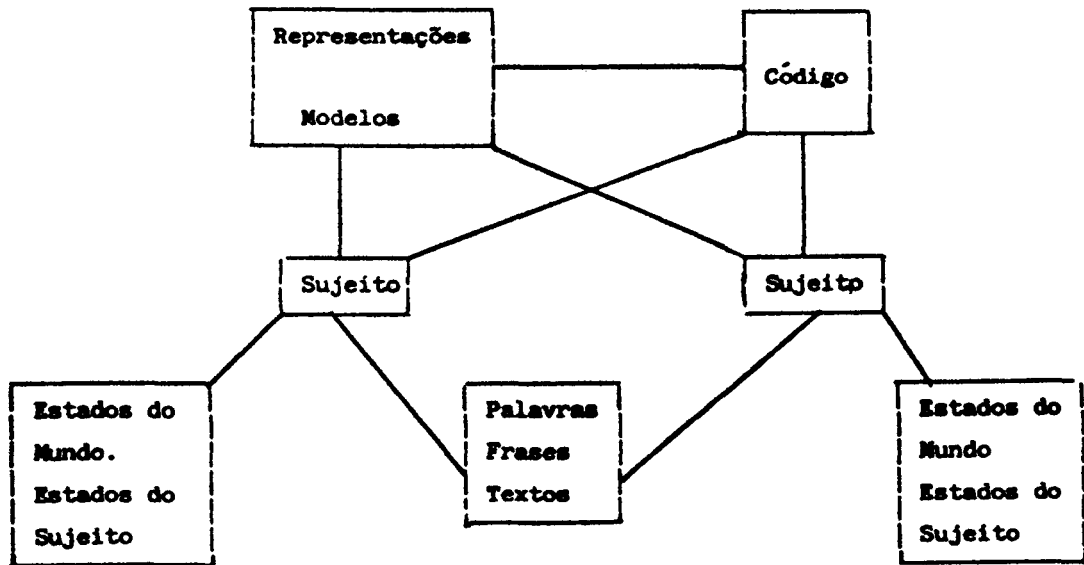 Representações
Modelos
Código
Sujeito
Sujeito
Estados do
Mundo.
Estados do
Sujeito
Palavras
Frases
Textos
Estados do
Mundo
Estados do
Sujeito